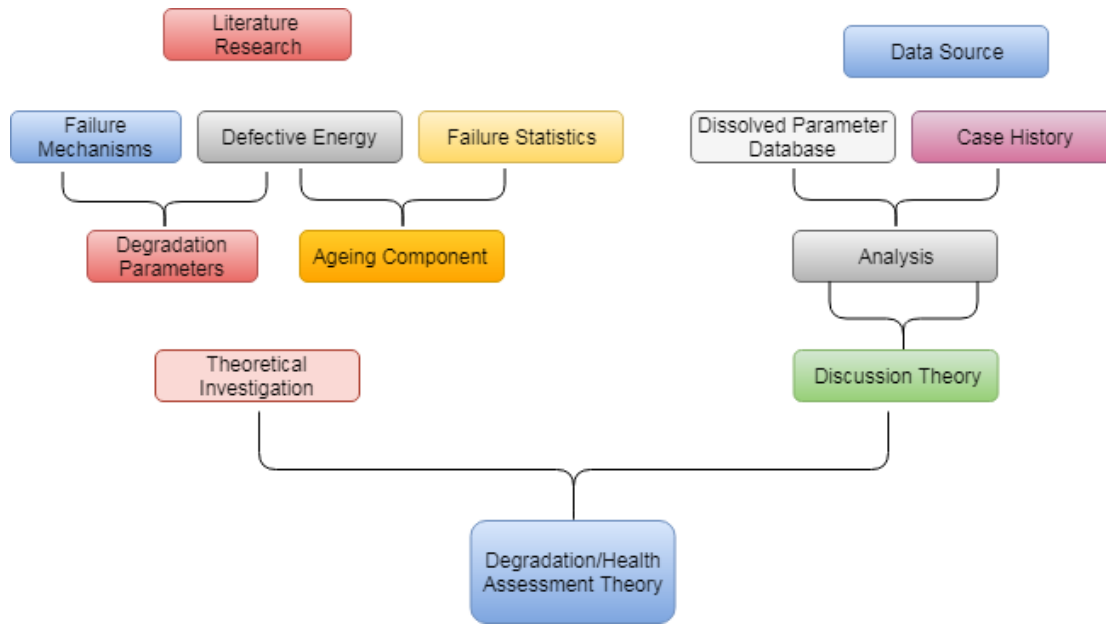 Literature
Research
Data Source
Failure
Mechanisms
Defective Energy
Failure Statistics
Dissolved Parameter
Database
Case History
Degradation
Parameters
Ageing Component
Analysis
Theoretical
Investigation
Discussion Theory
Degradation/Health
Assessment Theory